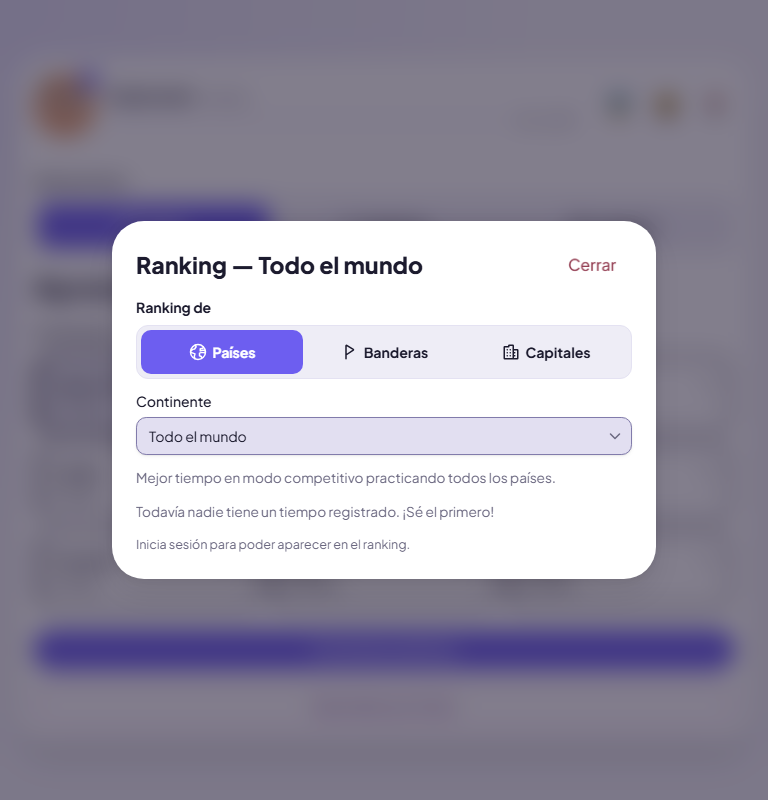 Ranking — Todo el mundo
Cerrar
Ranking de
Países
Banderas
Capitales
Continente
Todo el mundo
Mejor tiempo en modo competitivo practicando todos los países.
Todavía nadie tiene un tiempo registrado. ¡Sé el primero!
Inicia sesión para poder aparecer en el ranking.